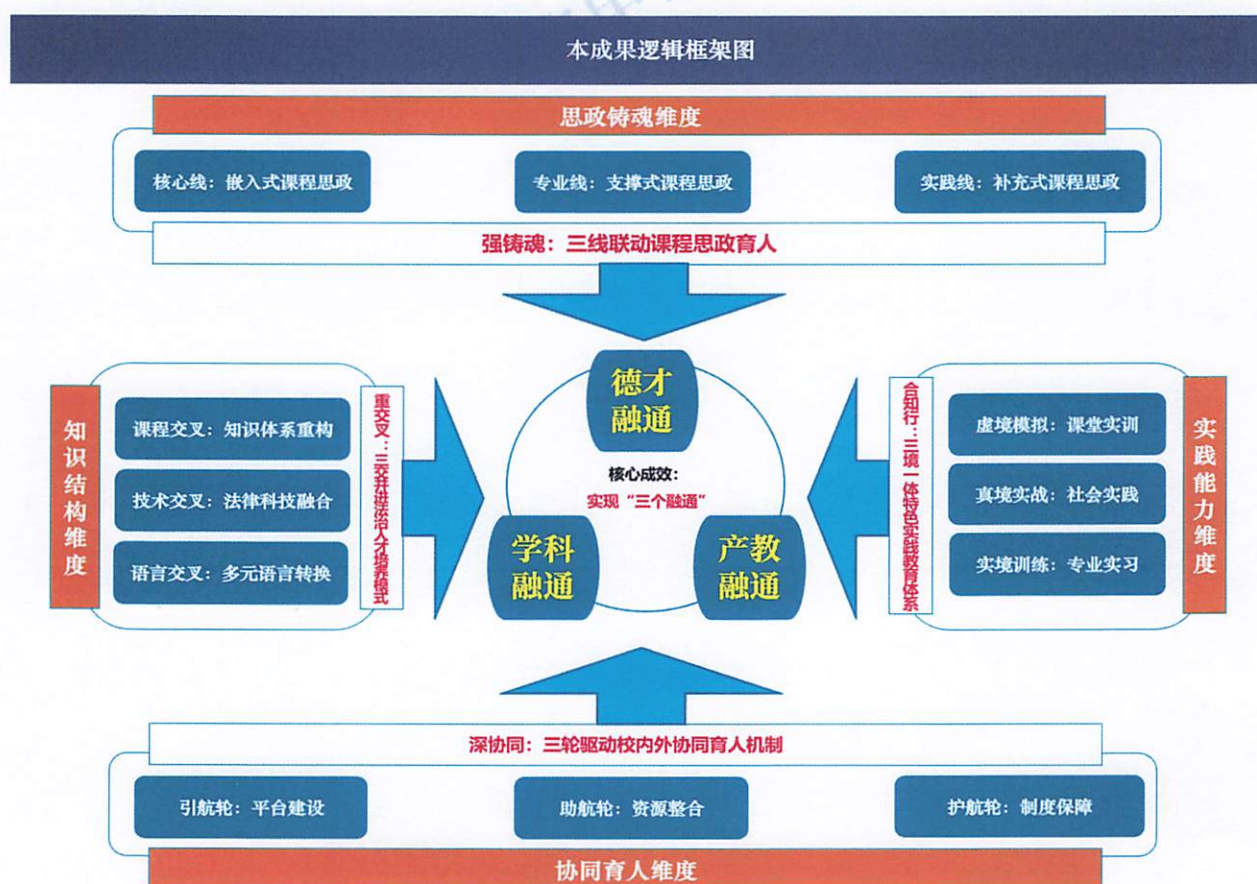 本成果逻辑框架图
思政铸魂维度
核心线：嵌入式课程思政
专业线：支撑式课程思政
实践线：补充式课程思政
强铸魂：三线联动课程思政育人
知识结构维度
课程交叉：知识体系重构
技术交叉：法律科技融合
语言交叉：多元语言转换
重交叉：三交并进法治人才培养模式
德才
融通
核心成效：
实现“三个融通”
学科
融通
产教
融通
合知行：三境一体特色实践教育体系
虚境模拟：课堂实训
真境实战：社会实践
实境训练：专业实习
实践能力维度
深协同：三轮驱动校内外协同育人机制
引航轮：平台建设
助航轮：资源整合
护航轮：制度保障
协同育人维度